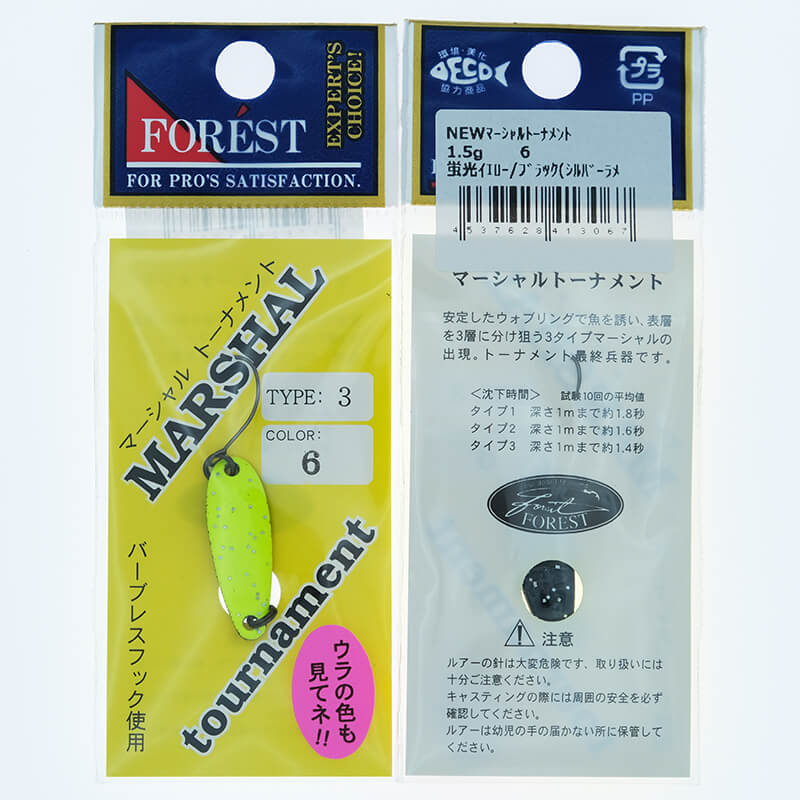 FORÉST
EXPERT'S
CHOICE!
FOR PRO'S SATISFACTION.
マーシャル トーナメント
MARSHAL
TYPE: 3
COLOR:
6
tournament
バーブレスフック使用
ウラの色も
見てネ!!
環境・美化
ECO
協力商品
プラ
PP
NEWマーシャルトーナメント
1.5g 6
蛍光イエロー/ブラック(シルバーラメ
4 537628 413067
マーシャルトーナメント
安定したウォブリングで魚を誘い、表層
を3層に分け狙う3タイプマーシャルの
出現。トーナメント最終兵器です。
<沈下時間> 試験10回の平均値
タイプ1 深さ1mまで約1.8秒
タイプ2 深さ1mまで約1.6秒
タイプ3 深さ1mまで約1.4秒
Forest
FOREST
注意
ルアーの針は大変危険です、取り扱いには
十分ご注意ください。
キャスティングの際には周囲の安全を必ず
確認してください。
ルアーは幼児の手の届かない所に保管して
ください。